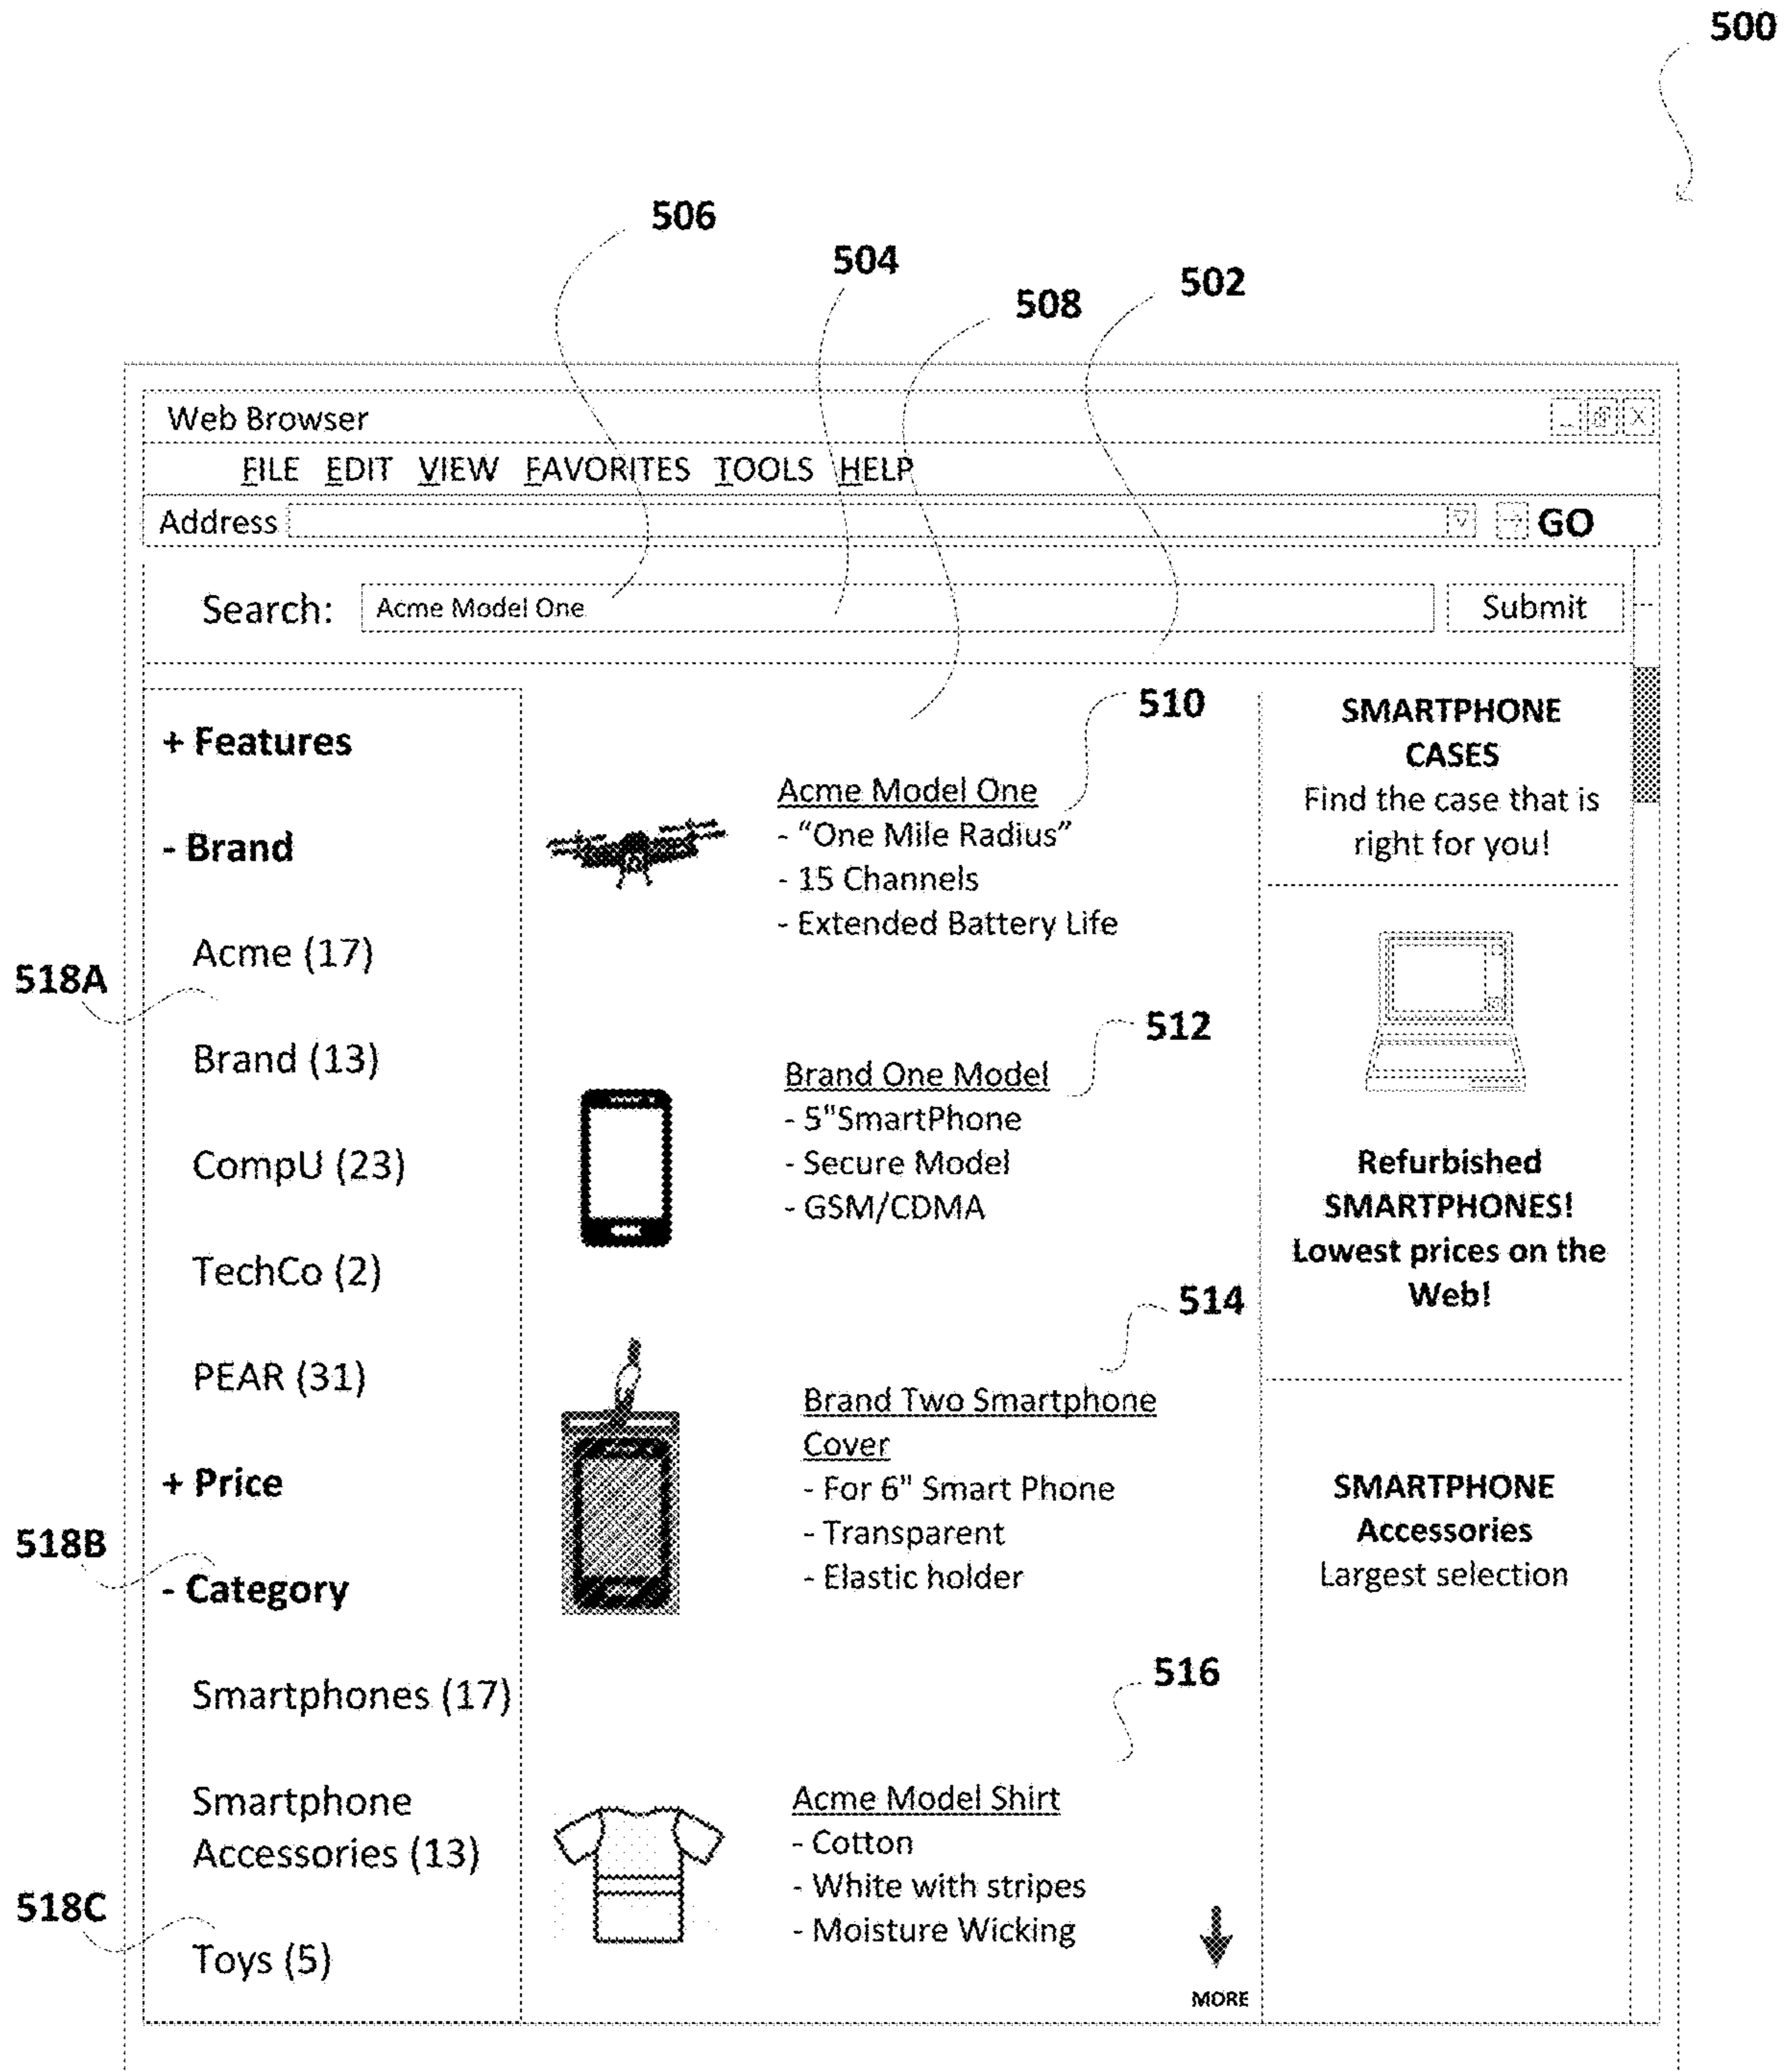 500
506
504
508
502
Web Browser
FILE EDIT VIEW FAVORITES TOOLS HELP
Address
GO
Search:
Acme Model One
Submit
+ Features
- Brand
Acme (17)
518A
Brand (13)
CompU (23)
TechCo (2)
PEAR (31)
+ Price
518B
- Category
Smartphones (17)
Smartphone
Accessories (13)
518C
Toys (5)
510
Acme Model One
- “One Mile Radius”
- 15 Channels
- Extended Battery Life
512
Brand One Model
- 5"SmartPhone
- Secure Model
- GSM/CDMA
514
Brand Two Smartphone
Cover
- For 6" Smart Phone
- Transparent
- Elastic holder
516
Acme Model Shirt
- Cotton
- White with stripes
- Moisture Wicking
MORE
SMARTPHONE
CASES
Find the case that is
right for you!
Refurbished
SMARTPHONES!
Lowest prices on the
Web!
SMARTPHONE
Accessories
Largest selection